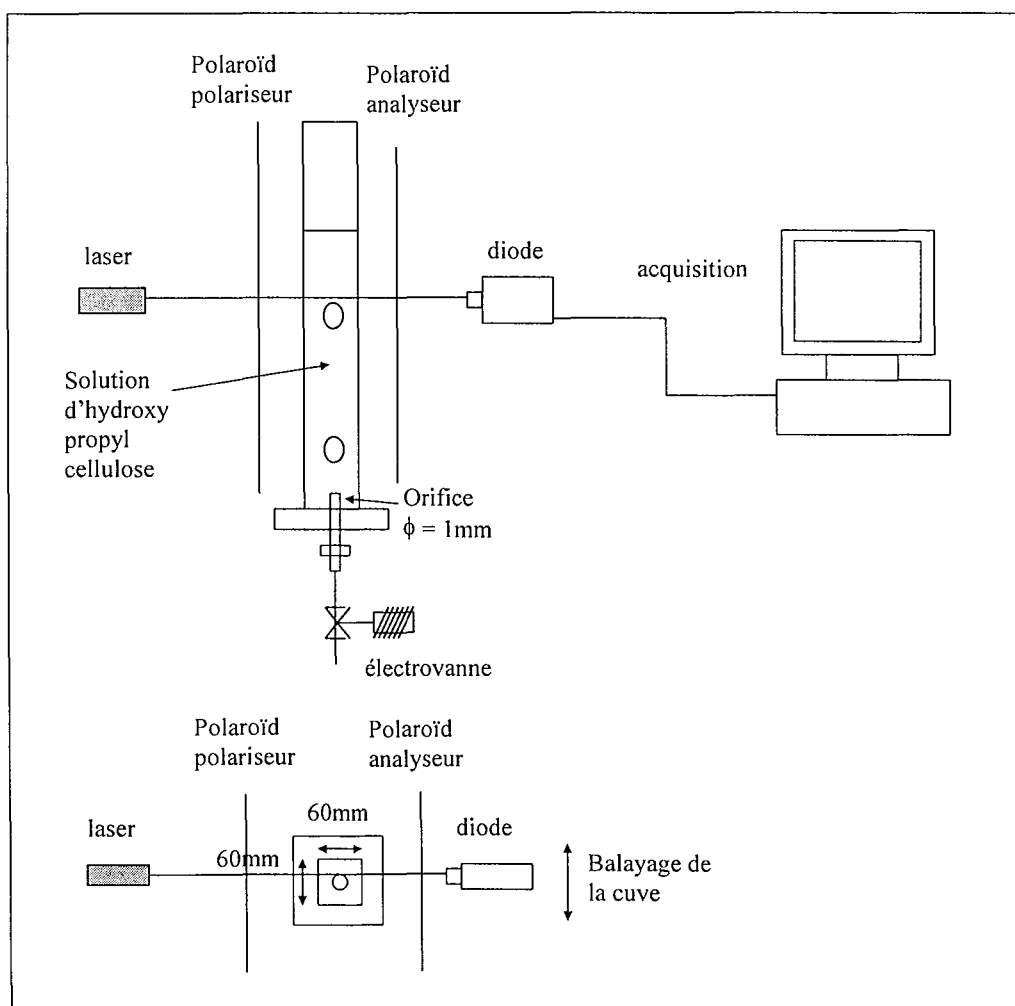 Polaroïd
polariseur
Polaroïd
analyseur
laser
diode
acquisition
Solution
d'hydroxy
propyl
cellulose
Orifice
ϕ = 1mm
électrovanne
Polaroïd
polariseur
Polaroïd
analyseur
60mm
laser
diode
60mm
Balayage de
la cuve